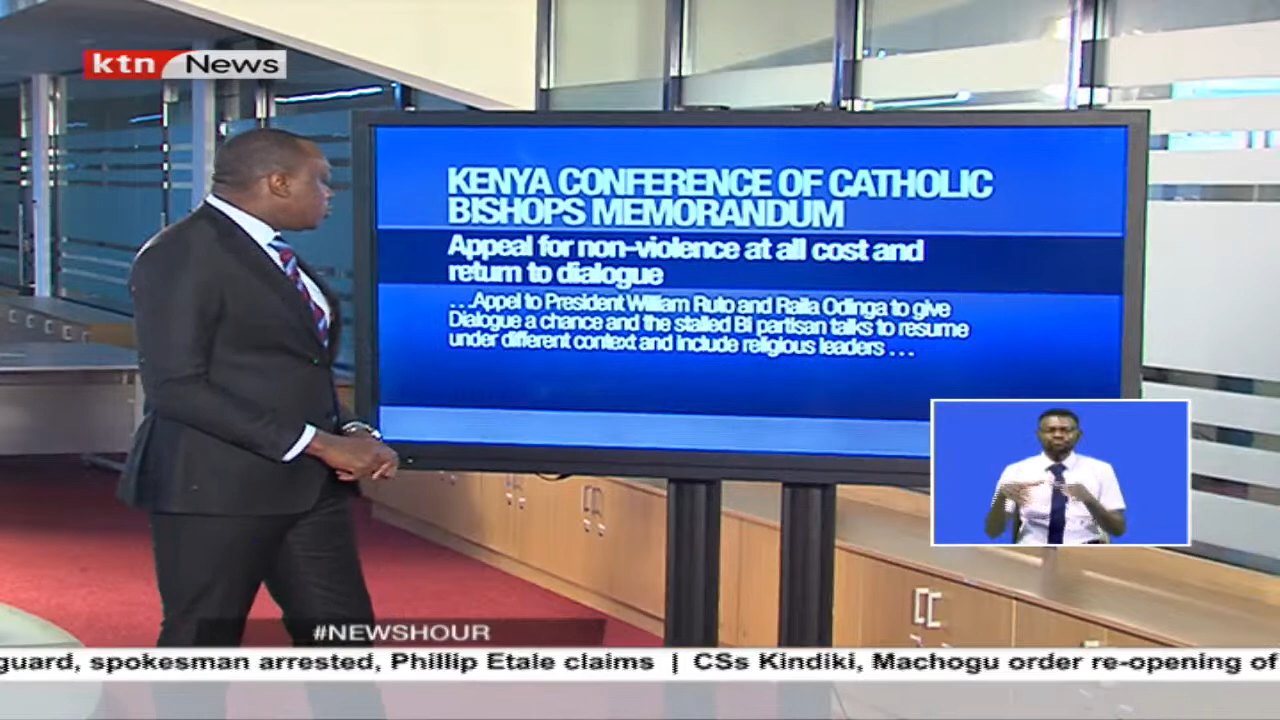 ktn News
KENYA CONFERENCE OF CATHOLIC
BISHOPS MEMORANDUM
Appeal for non-violence at all cost and
return to dialogue
...Appel to President William Ruto and Raila Odinga to give
Dialogue a chance and the stalled BI partisan talks to resume
under different context and include religious leaders ...
#NEWSHOUR
guard, spokesman arrested, Phillip Etale claims | CSs Kindiki, Machogu order re-opening of